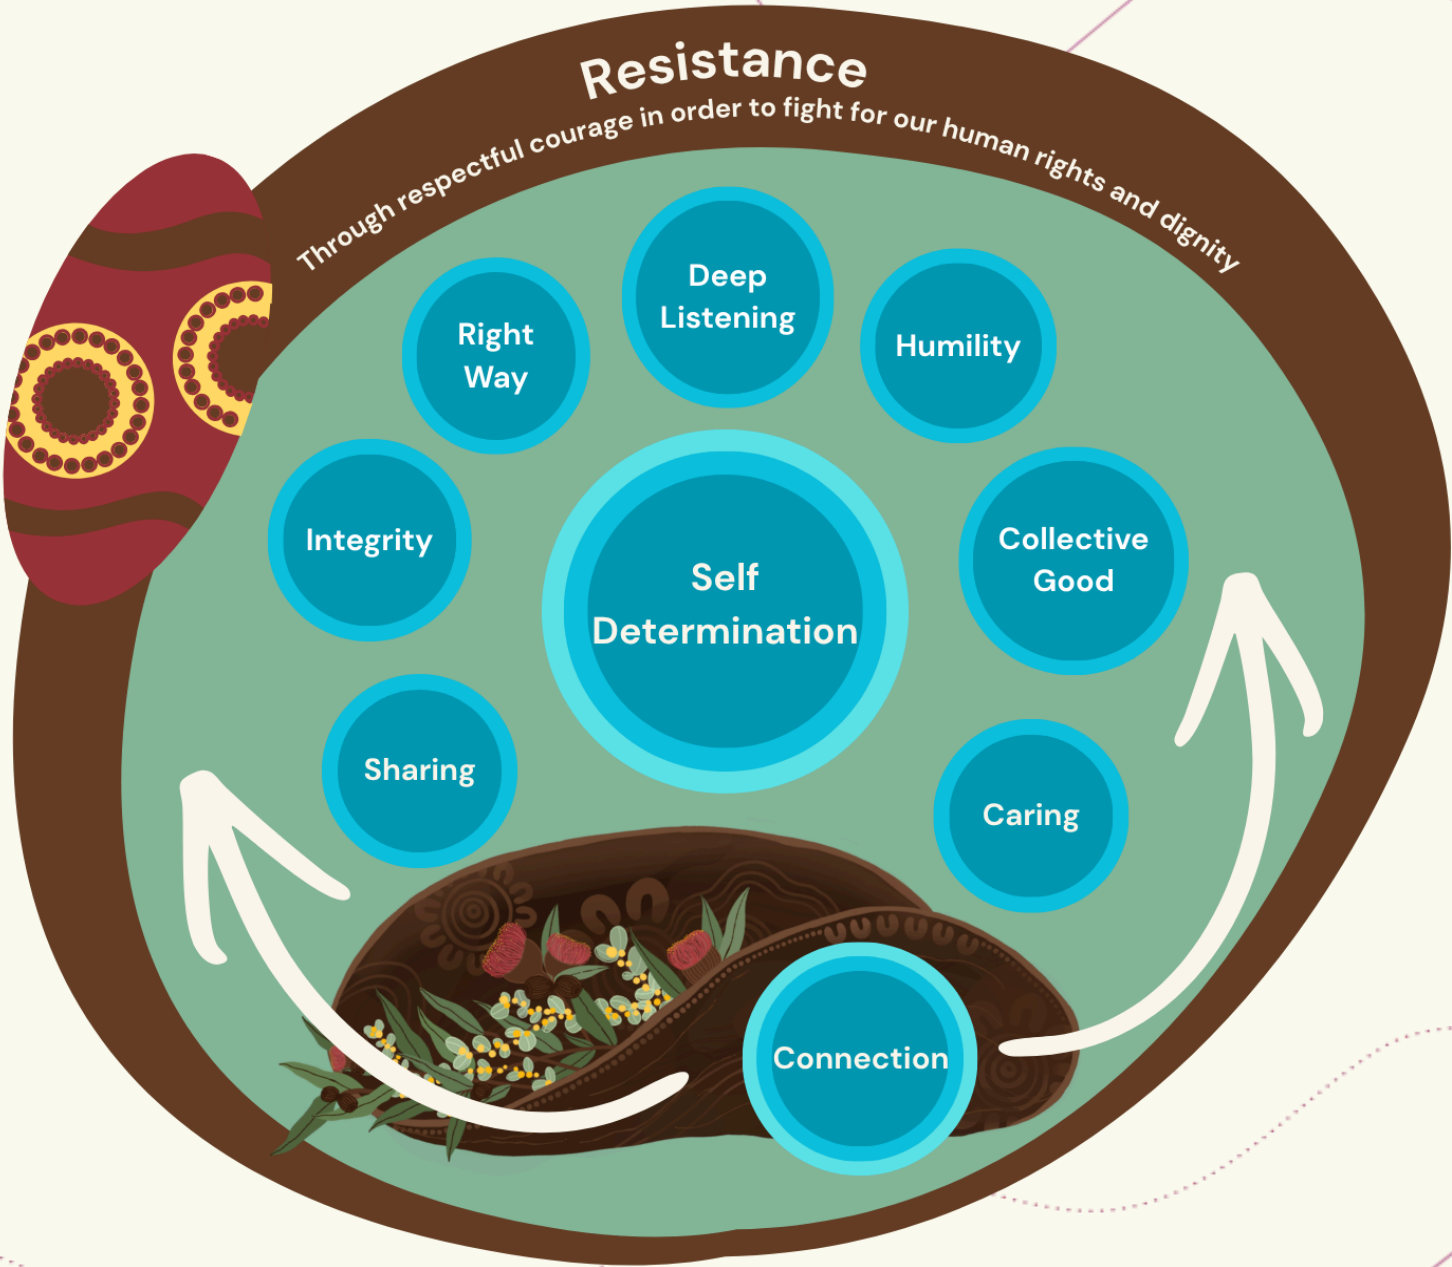 Resistance
Through respectful courage in order to fight for our human rights and dignity
Deep
Listening
Right
Way
Humility
Integrity
Collective
Good
Self
Determination
Sharing
Caring
Connection